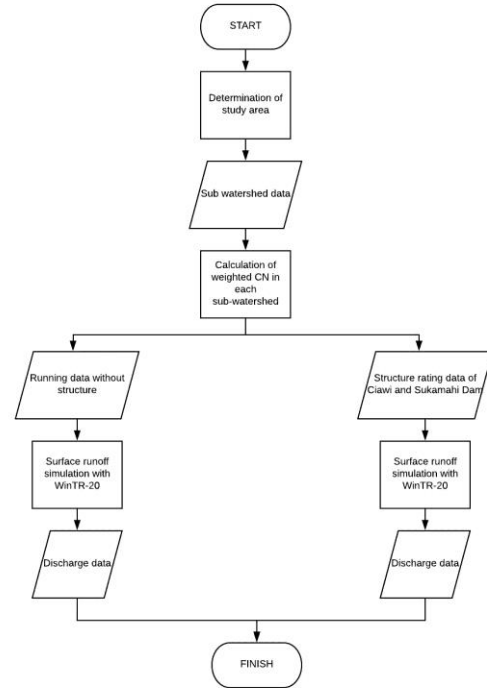 START
Determination of
study area
Sub watershed data
Calculation of
weighted CN in
each
sub-watershed
Running data without
structure
Structure rating data of
Ciawi and Sukamahi Dam
Surface runoff
simulation with
WinTR-20
Surface runoff
simulation with
WinTR-20
Discharge data
Discharge data
FINISH